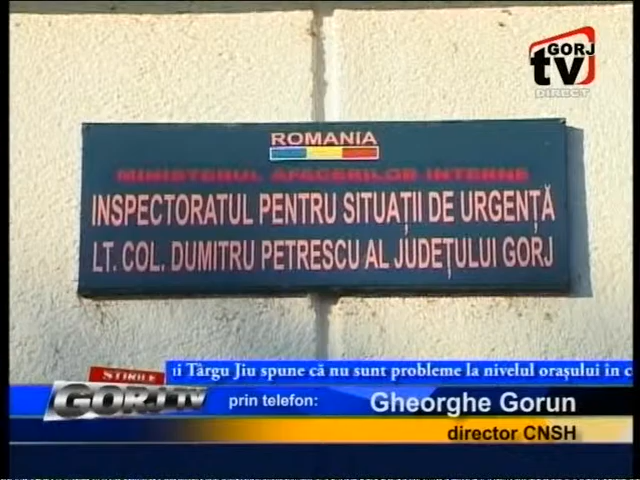 GORJ
tv
DIRECT
ROMANIA
MINISTERUL AFACERILOR INTERNE
INSPECTORATUL PENTRU SITUAȚII DE URGENȚĂ
LT. COL. DUMITRU PETRESCU AL JUDEȚULUI GORJ
ii Târgu Jiu spune că nu sunt probleme la nivelul orașului în c
ȘTIRILE
GORJ TV
prin telefon:
Gheorghe Gorun
director CNSH